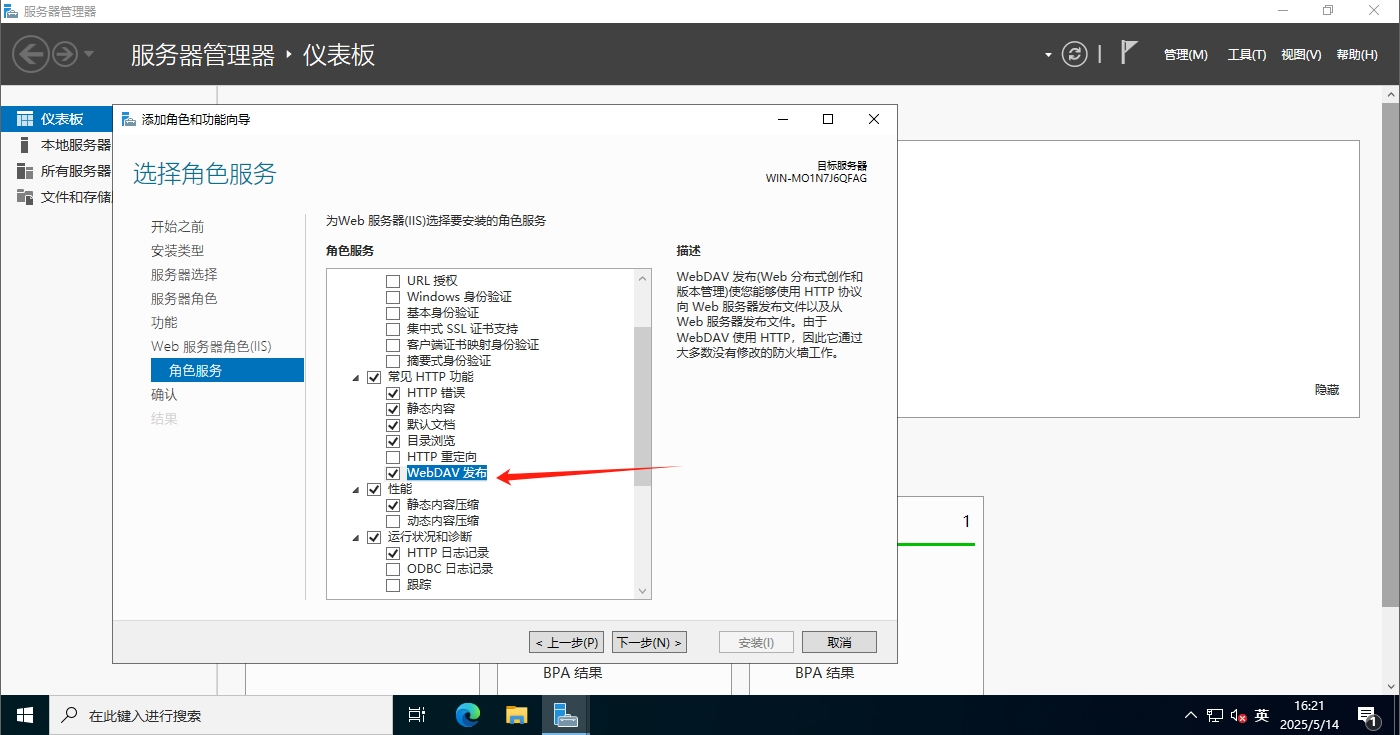 服务器管理器
服务器管理器 ‣ 仪表板
管理(M) 工具(T) 视图(V) 帮助(H)
仪表板
本地服务器
所有服务器
文件和存储
添加角色和功能向导
选择角色服务
目标服务器
WIN-MO1N7J6QFAG
开始之前
安装类型
服务器选择
服务器角色
功能
Web 服务器角色(IIS)
角色服务
确认
结果
为Web 服务器(IIS)选择要安装的角色服务
角色服务
URL 授权
Windows 身份验证
基本身份验证
集中式 SSL 证书支持
客户端证书映射身份验证
摘要式身份验证
常见 HTTP 功能
HTTP 错误
静态内容
默认文档
目录浏览
HTTP 重定向
WebDAV 发布
性能
静态内容压缩
动态内容压缩
运行状况和诊断
HTTP 日志记录
ODBC 日志记录
跟踪
描述
WebDAV 发布(Web 分布式创作和
版本管理)使您能够使用 HTTP 协议
向 Web 服务器发布文件以及从
Web 服务器发布文件。由于
WebDAV 使用 HTTP，因此它通过
大多数没有修改的防火墙工作。
< 上一步(P) 下一步(N) > 安装(I) 取消
隐藏
1
BPA 结果 BPA 结果
在此键入进行搜索
英
16:21
2025/5/14
1